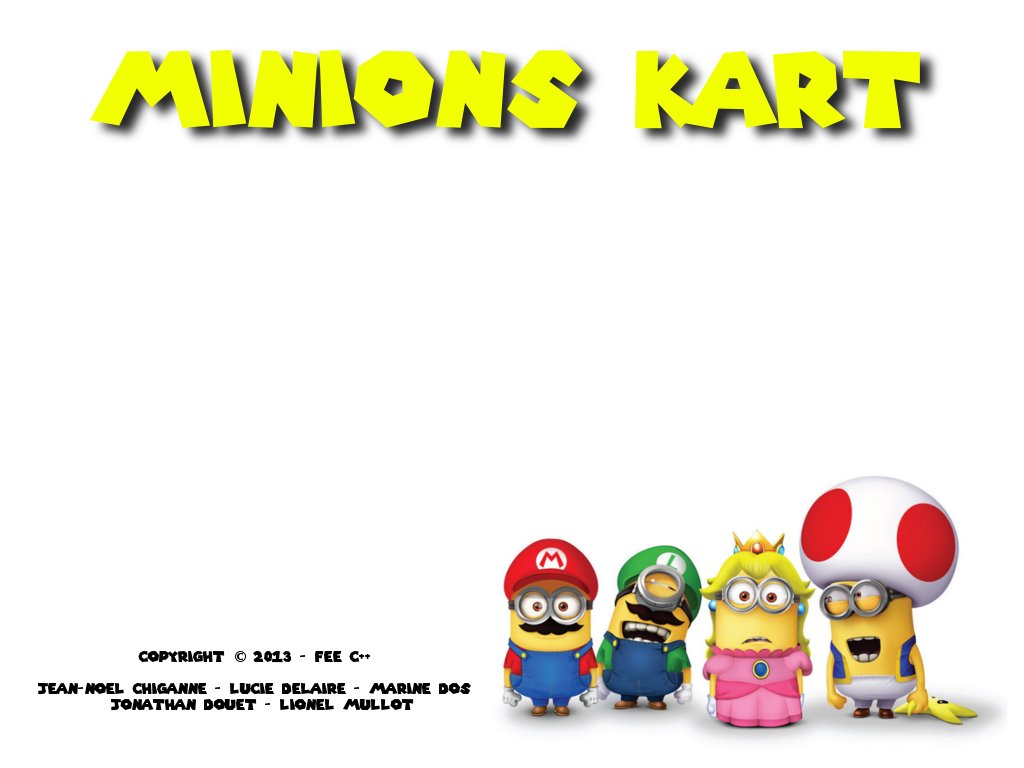 MINIONS KART
M
L
COPYRIGHT © 2013 - FEE C++
JEAN-NOEL CHIGANNE - LUCIE DELAIRE - MARINE DOS
JONATHAN DOUET - LIONEL MULLOT